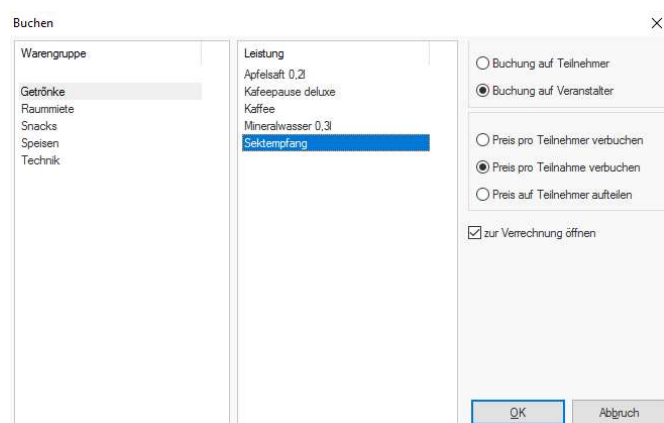 Buchen
Warengruppe
Getrönke
Raummiete
Snacks
Speisen
Technik
Leistung
Apfelsaft 0,2l
Kafeepause deluxe
Kaffee
Mineralwasser 0,3l
Sektempfang
Buchung auf Teilnehmer
Buchung auf Veranstalter
Preis pro Teilnehmer verbuchen
Preis pro Teilnahme verbuchen
Preis auf Teilnehmer aufteilen
zur Verrechnung öffnen
OK
Abbruch